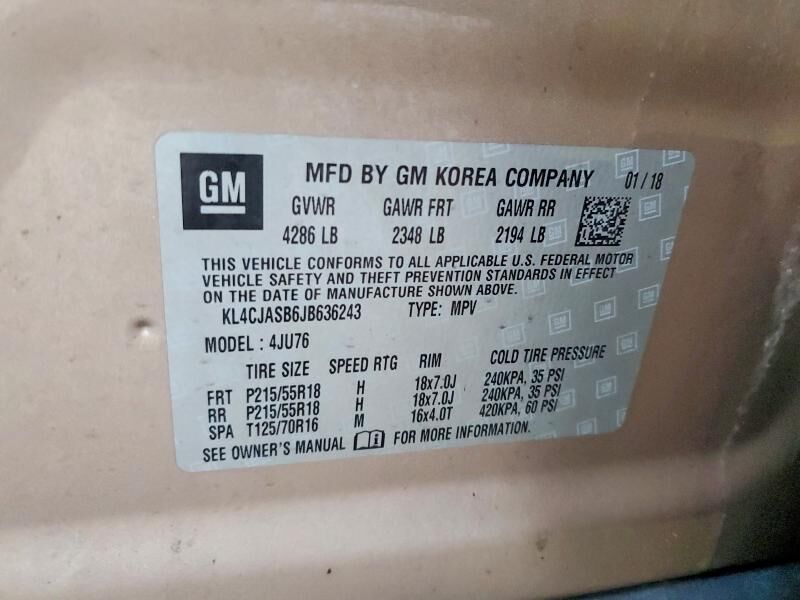 GM MFD BY GM KOREA COMPANY 01/18
GVWR GAWR FRT GAWR RR
4286 LB 2348 LB 2194 LB
THIS VEHICLE CONFORMS TO ALL APPLICABLE U.S. FEDERAL MOTOR
VEHICLE SAFETY AND THEFT PREVENTION STANDARDS IN EFFECT
ON THE DATE OF MANUFACTURE SHOWN ABOVE.
KL4CJASB6JB636243 TYPE: MPV
MODEL : 4JU76
TIRE SIZE SPEED RTG RIM COLD TIRE PRESSURE
FRT P215/55R18 H 18x7.0J 240KPA, 35 PSI
RR P215/55R18 H 18x7.0J 240KPA, 35 PSI
SPA T125/70R16 M 16x4.0T 420KPA, 60 PSI
SEE OWNER'S MANUAL FOR MORE INFORMATION.